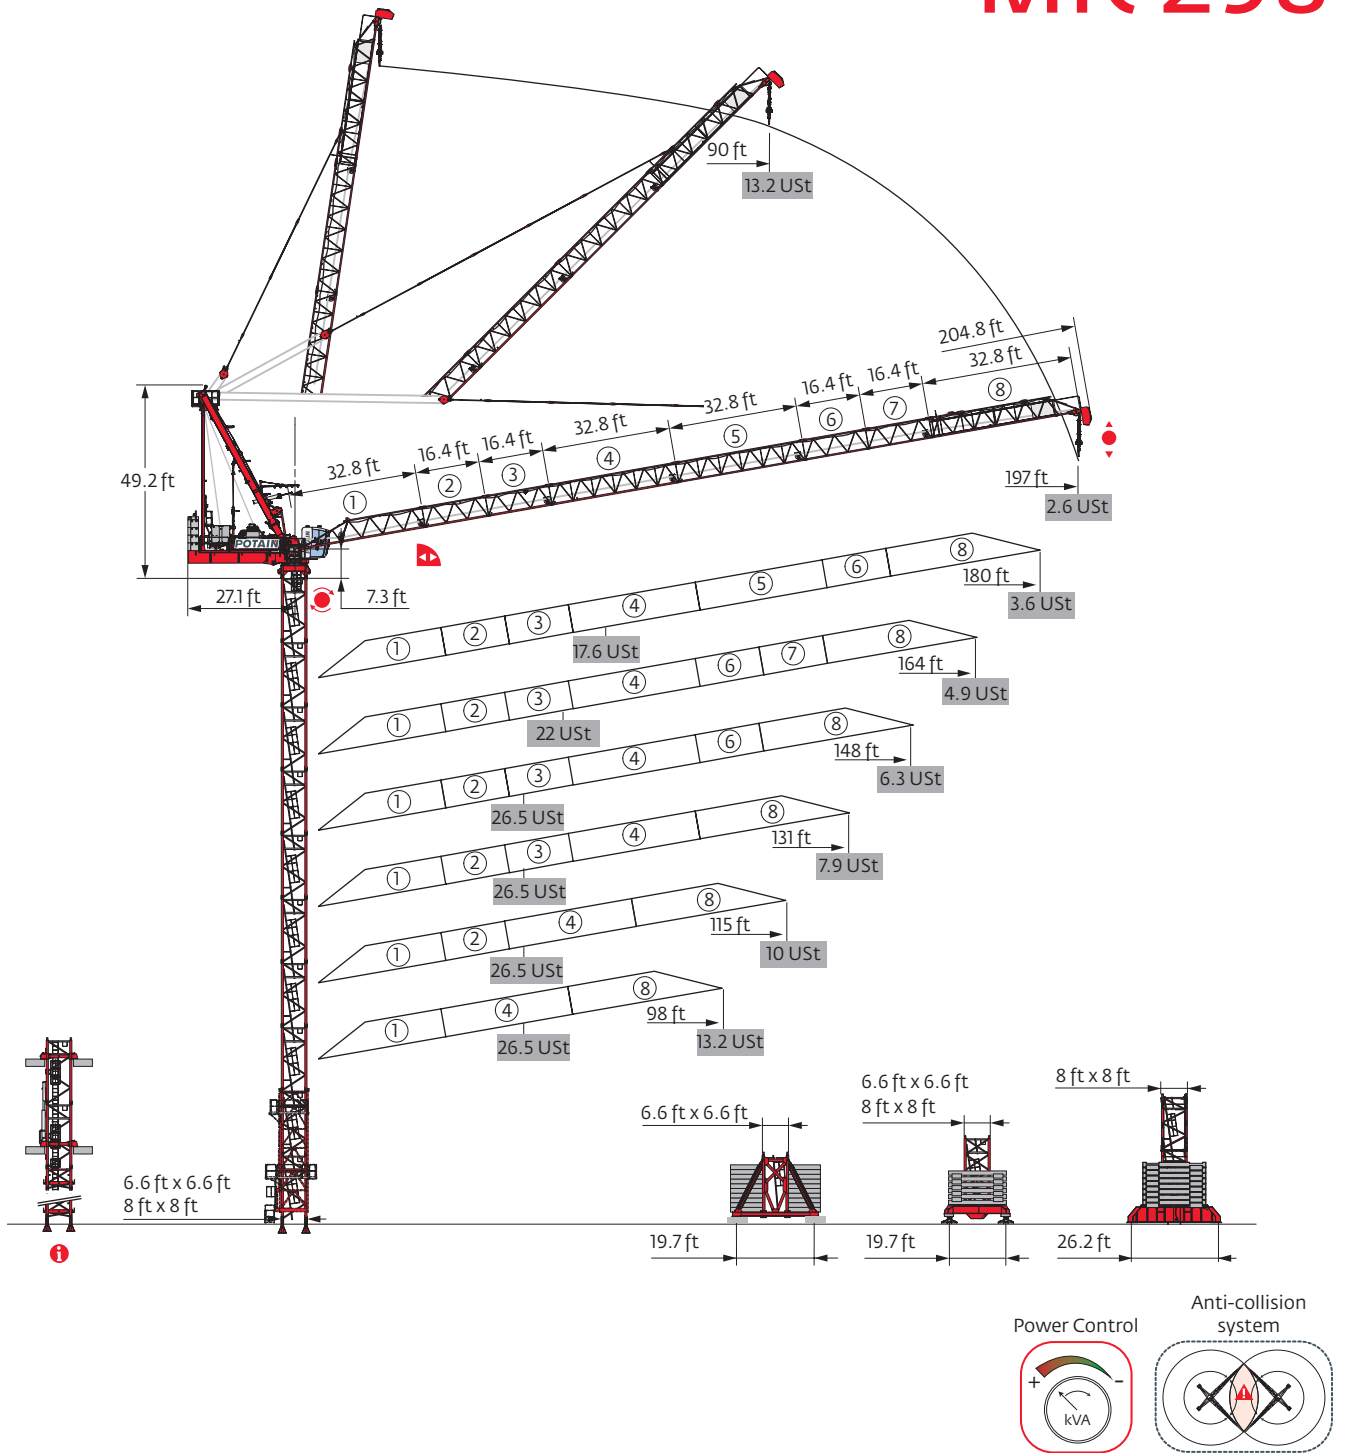 MR 298
90 ft
13.2 USt
204.8 ft
32.8 ft
16.4 ft
16.4 ft
32.8 ft
32.8 ft
16.4 ft
16.4 ft
32.8 ft
1
2
3
4
5
6
7
8
49.2 ft
197 ft
2.6 USt
POTAIN
27.1 ft
7.3 ft
1
2
3
4
5
6
8
180 ft
3.6 USt
17.6 USt
1
2
3
4
6
7
8
164 ft
4.9 USt
22 USt
1
2
3
4
6
8
148 ft
6.3 USt
26.5 USt
1
2
3
4
8
131 ft
7.9 USt
26.5 USt
1
2
4
8
115 ft
10 USt
26.5 USt
1
4
8
98 ft
13.2 USt
26.5 USt
6.6 ft x 6.6 ft
8 ft x 8 ft
i
6.6 ft x 6.6 ft
19.7 ft
6.6 ft x 6.6 ft
8 ft x 8 ft
19.7 ft
8 ft x 8 ft
26.2 ft
Power Control
+
-
kVA
Anti-collision
system